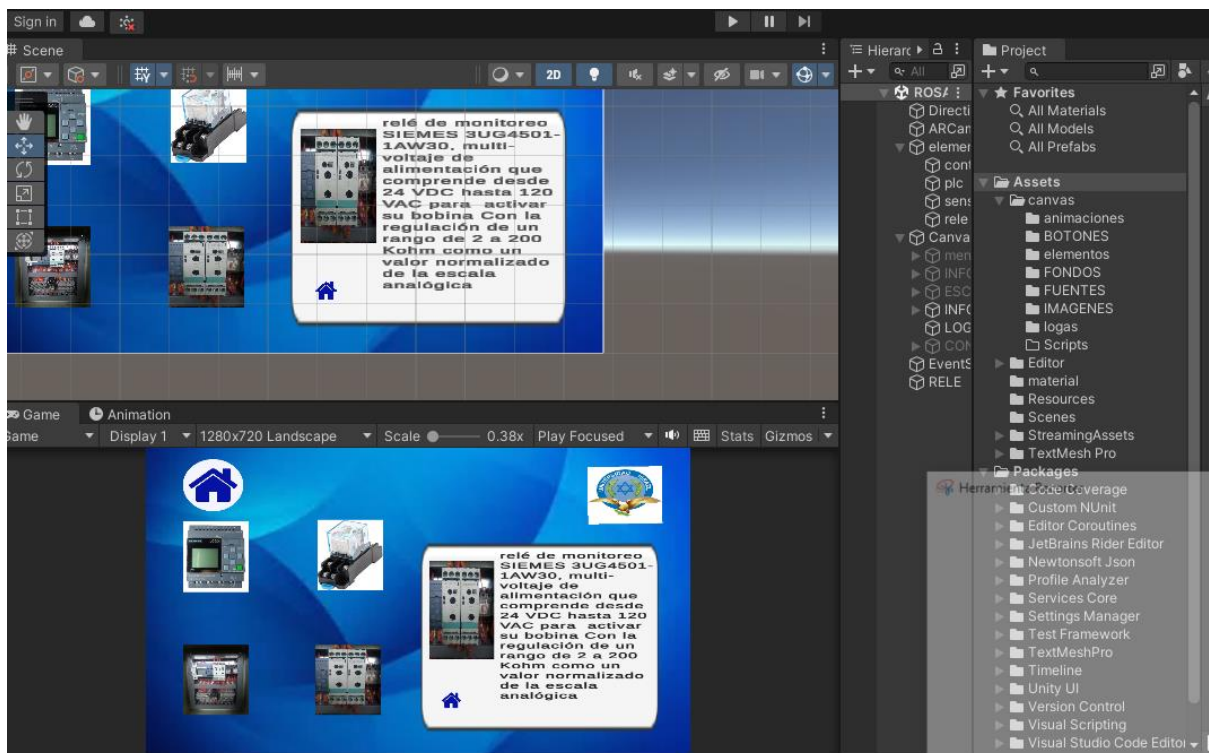 Sign in
Scene
2D
relé de monitoreo
SIEMES 3UG4501-
1AW30, multi-
voltaje de
alimentación que
comprende desde
24 VDC hasta 120
VAC para activar
su bobina Con la
regulación de un
rango de 2 a 200
Kohm como un
valor normalizado
de la escala
analógica
Game
Animation
Game
Display 1
1280x720 Landscape
Scale
0.38x
Play Focused
Stats
Gizmos
relé de monitoreo
SIEMES 3UG4501-
1AW30, multi-
voltaje de
alimentación que
comprende desde
24 VDC hasta 120
VAC para activar
su bobina Con la
regulación de un
rango de 2 a 200
Kohm como un
valor normalizado
de la escala
analógica
Hierarc
All
ROSA
Directi
ARCan
elemen
cont
plc
sens
rele
Canva
men
INFO
ESC
INFO
LOG
CON
EventS
RELE
Project
Favorites
All Materials
All Models
All Prefabs
Assets
canvas
animaciones
BOTONES
elementos
FONDOS
FUENTES
IMAGENES
logas
Scripts
Editor
material
Resources
Scenes
StreamingAssets
TextMesh Pro
Packages
Code Coverage
Custom NUnit
Editor Coroutines
JetBrains Rider Editor
Newtonsoft Json
Profile Analyzer
Services Core
Settings Manager
Test Framework
TextMeshPro
Timeline
Unity UI
Version Control
Visual Scripting
Visual Studio Code Editor